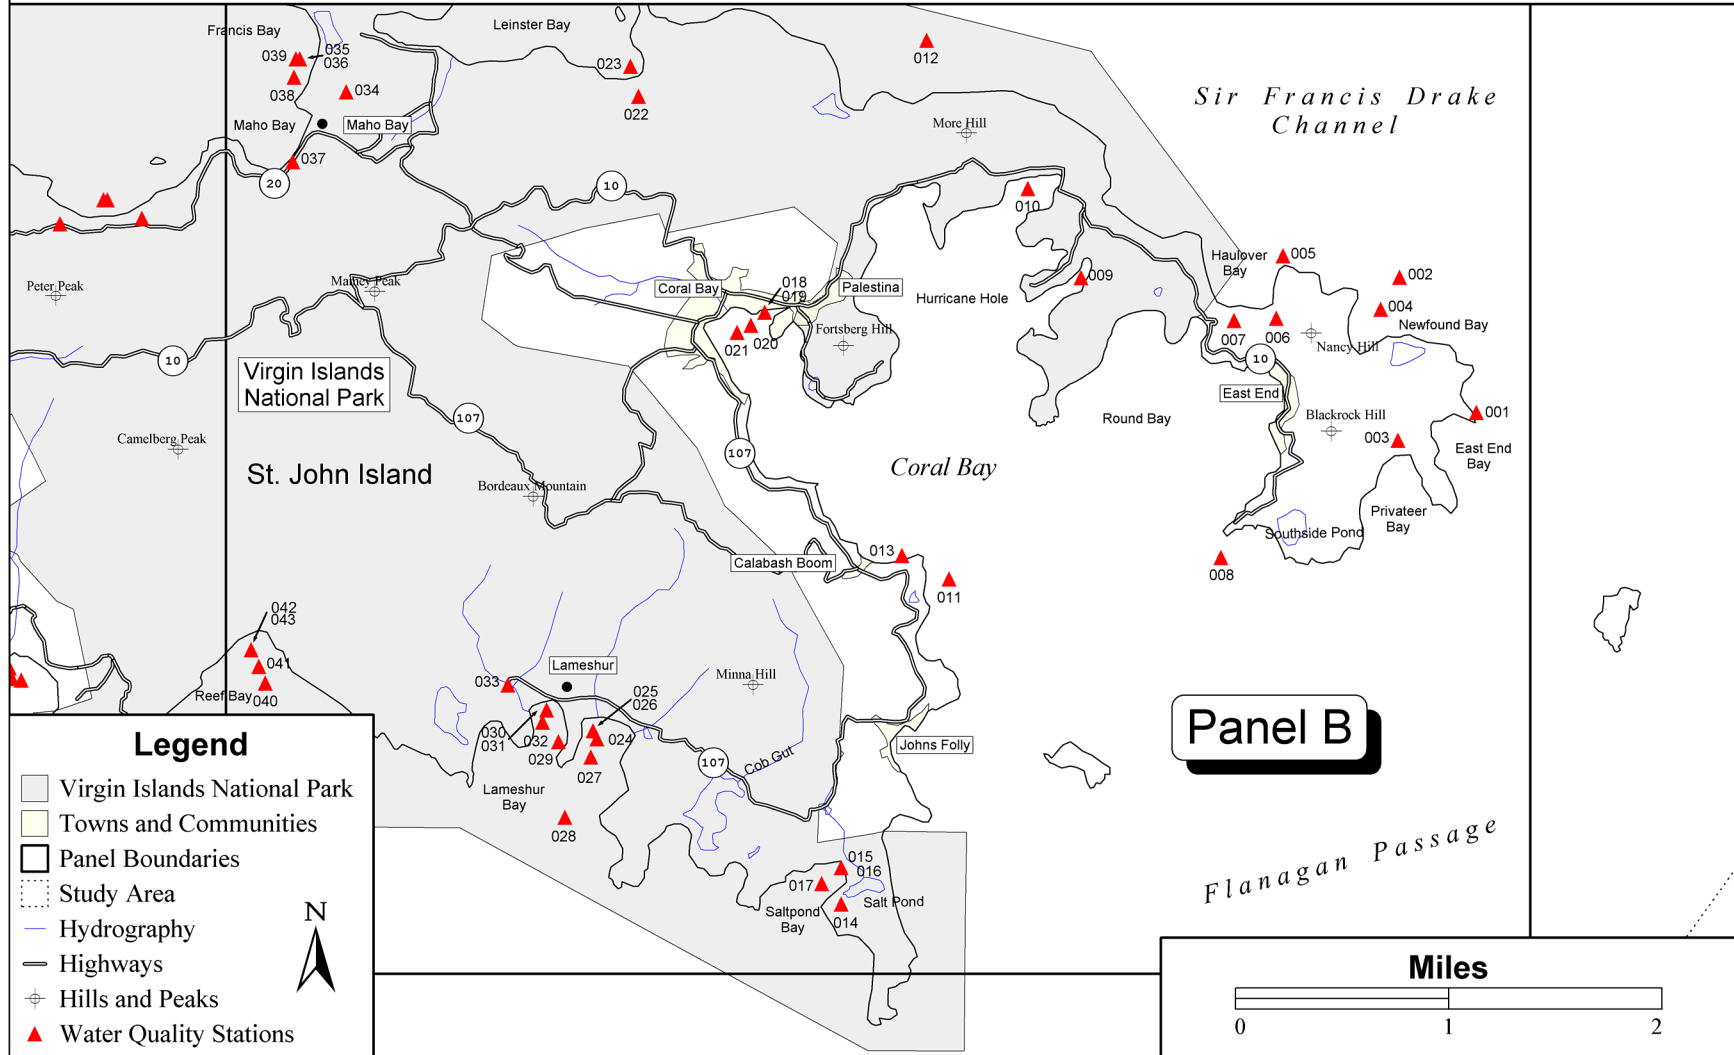 Francis Bay
Leinster Bay
039
035
036
038
034
023
022
012
Sir Francis Drake
Channel
Maho Bay
Maho Bay
037
More Hill
20
10
010
Haulover
Bay
005
002
009
004
Newfound Bay
Peter Peak
Mamey Peak
Coral Bay
018
019
Palestina
Hurricane Hole
Fortsberg Hill
021
020
007
006
Nancy Hill
10
10
Virgin Islands
National Park
East End
107
Camelberg Peak
Round Bay
Blackrock Hill
001
003
East End
Bay
107
Coral Bay
St. John Island
Bordeaux Mountain
Privateer
Bay
Southside Pond
013
Calabash Boom
008
011
042
043
041
Reef Bay
040
Lameshur
033
Minna Hill
025
026
030
031
032
029
024
027
107
Cob Gut
Johns Folly
Panel B
Lameshur
Bay
028
015
016
017
Salt Pond
Saltpond
Bay
014
Flanagan Passage
Legend
Virgin Islands National Park
Towns and Communities
Panel Boundaries
Study Area
Hydrography
Highways
Hills and Peaks
Water Quality Stations
N
Miles
0
1
2